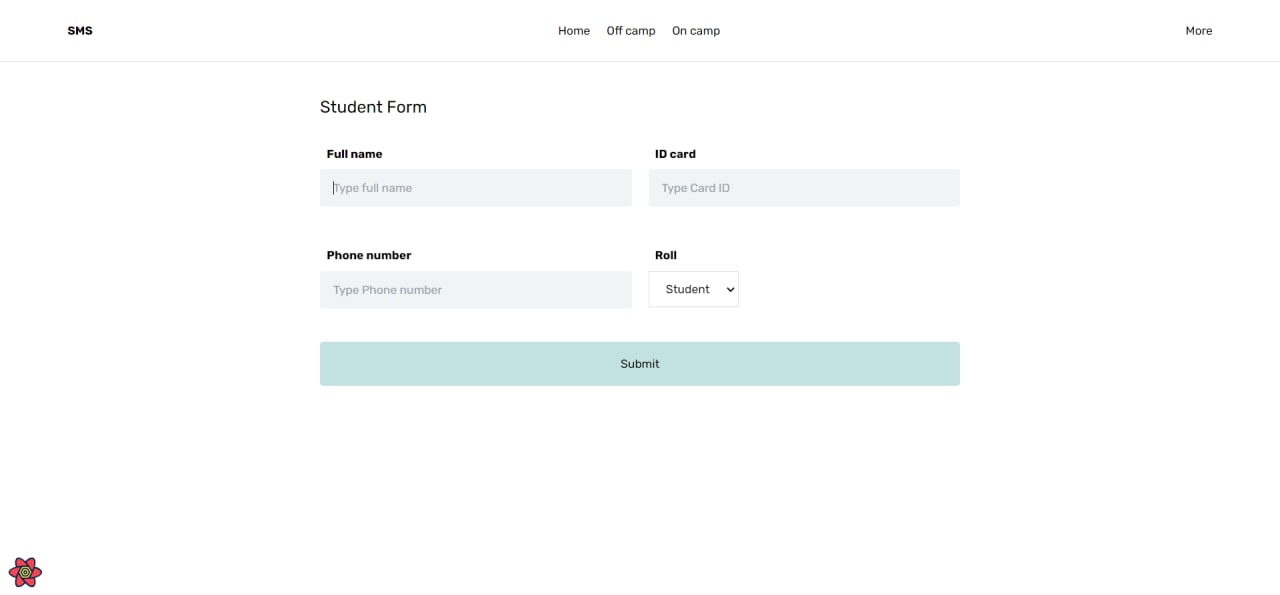 SMS Home Off camp On camp More
Student Form
Full name ID card
Type full name Type Card ID
Phone number Roll
Type Phone number Student
Submit